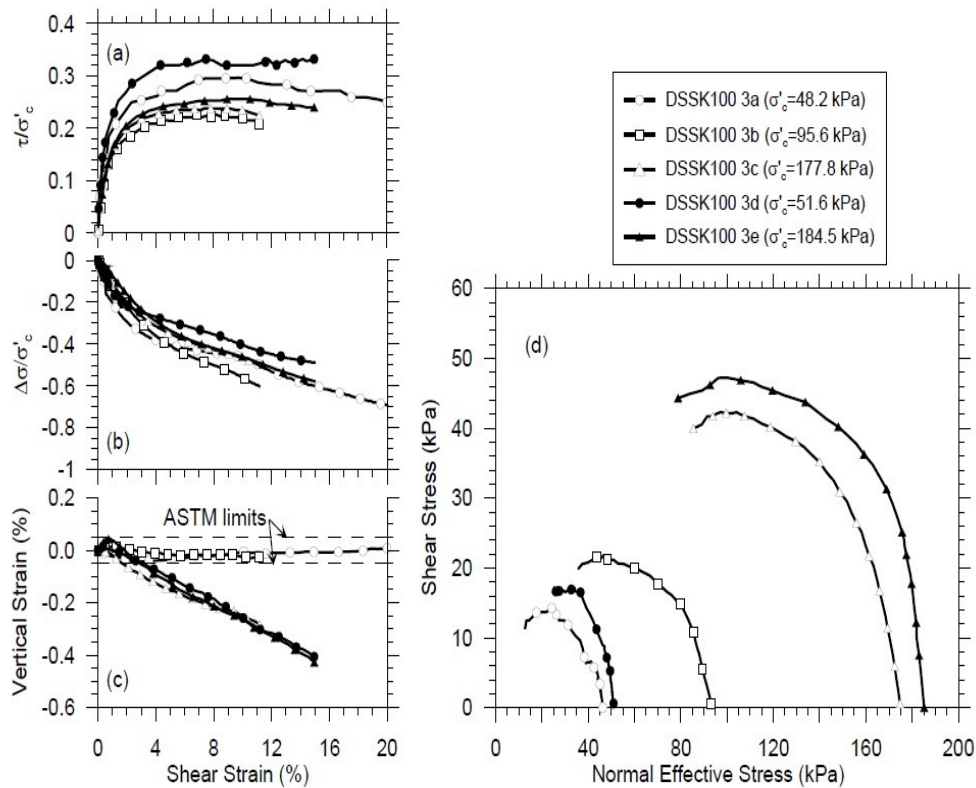 0.4
(a)
0.3
0.2
0.1
0
τ/σ'c
DSSK100 3a (σ'c=48.2 kPa)
DSSK100 3b (σ'c=95.6 kPa)
DSSK100 3c (σ'c=177.8 kPa)
DSSK100 3d (σ'c=51.6 kPa)
DSSK100 3e (σ'c=184.5 kPa)
0
-0.2
-0.4
-0.6
-0.8
-1
Δσ/σ'c
(b)
0.2
0.0
-0.2
-0.4
-0.6
Vertical Strain (%)
ASTM limits
(c)
0 4 8 12 16 20
Shear Strain (%)
60
50
40
30
20
10
0
Shear Stress (kPa)
(d)
0 40 80 120 160 200
Normal Effective Stress (kPa)